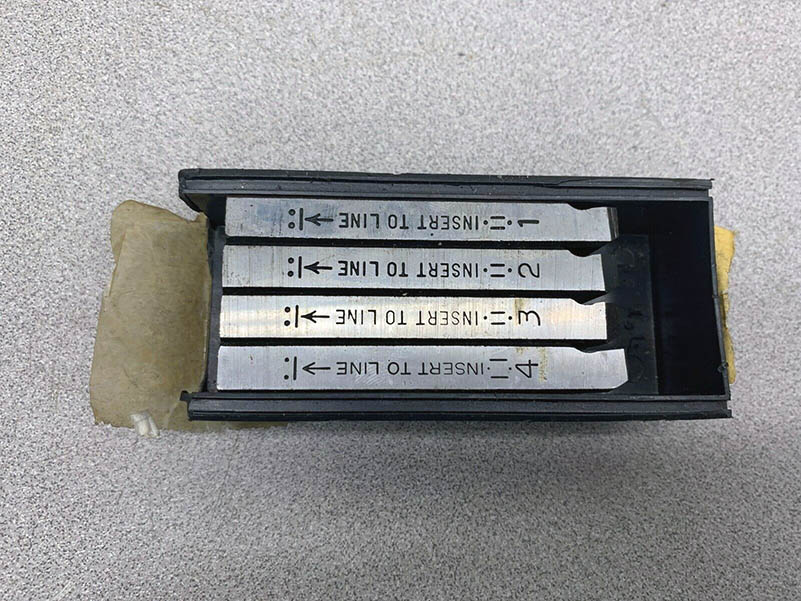 1 INSERT TO LINE
2 INSERT TO LINE
3 INSERT TO LINE
4 INSERT TO LINE